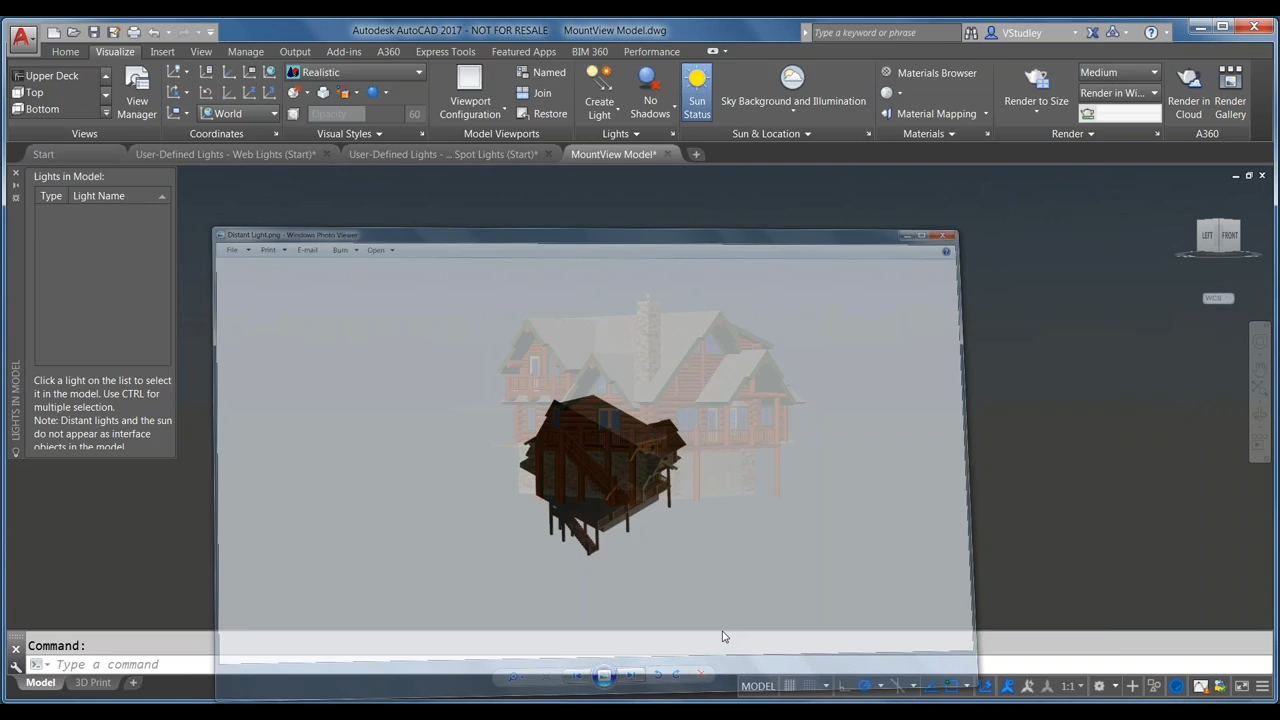 Autodesk AutoCAD 2017 - NOT FOR RESALE MountView Model.dwg
Type a keyword or phrase
VStudley
Home Visualize Insert View Manage Output Add-ins A360 Express Tools Featured Apps BIM 360 Performance
Upper Deck
Top
Bottom
View Manager
Views
World
Coordinates
Realistic
Opacity 60
Visual Styles
Viewport Configuration
Named
Join
Restore
Model Viewports
Create Light
No Shadows
Lights
Sun Status
Sky Background and Illumination
Sun & Location
Materials Browser
Material Mapping
Materials
Render to Size
Medium
Render in Wi...
Render
Render in Cloud
Render Gallery
A360
Start
User-Defined Lights - Web Lights (Start)*
User-Defined Lights - ... Spot Lights (Start)*
MountView Model*
Lights in Model:
Type Light Name
Click a light on the list to select
it in the model. Use CTRL for
multiple selection.
Note: Distant lights and the sun
do not appear as interface
objects in the model
LIGHTS IN MODEL
Distant Light.png - Windows Photo Viewer
File Print E-mail Burn Open
LEFT FRONT
WCS
Command:
Type a command
Model 3D Print
MODEL
1:1